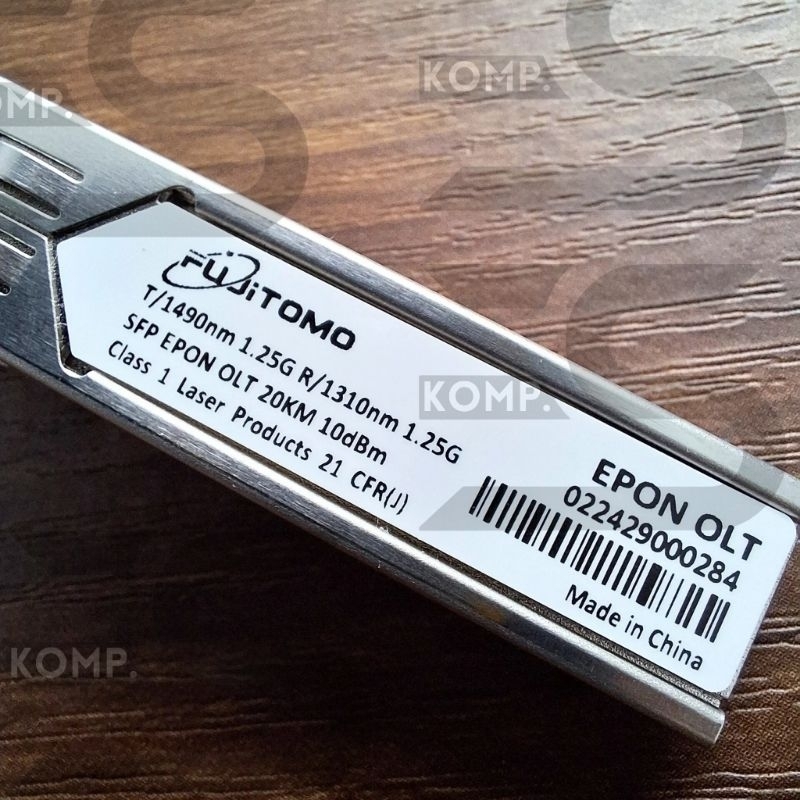 FUJiTOMO
T/1490nm 1.25G R/1310nm 1.25G
SFP EPON OLT 20KM 10dBm
Class 1 Laser Products 21 CFR(J)
EPON OLT
022429000284
Made in China
KOMP.
KOMP.
KOMP.
KOMP.